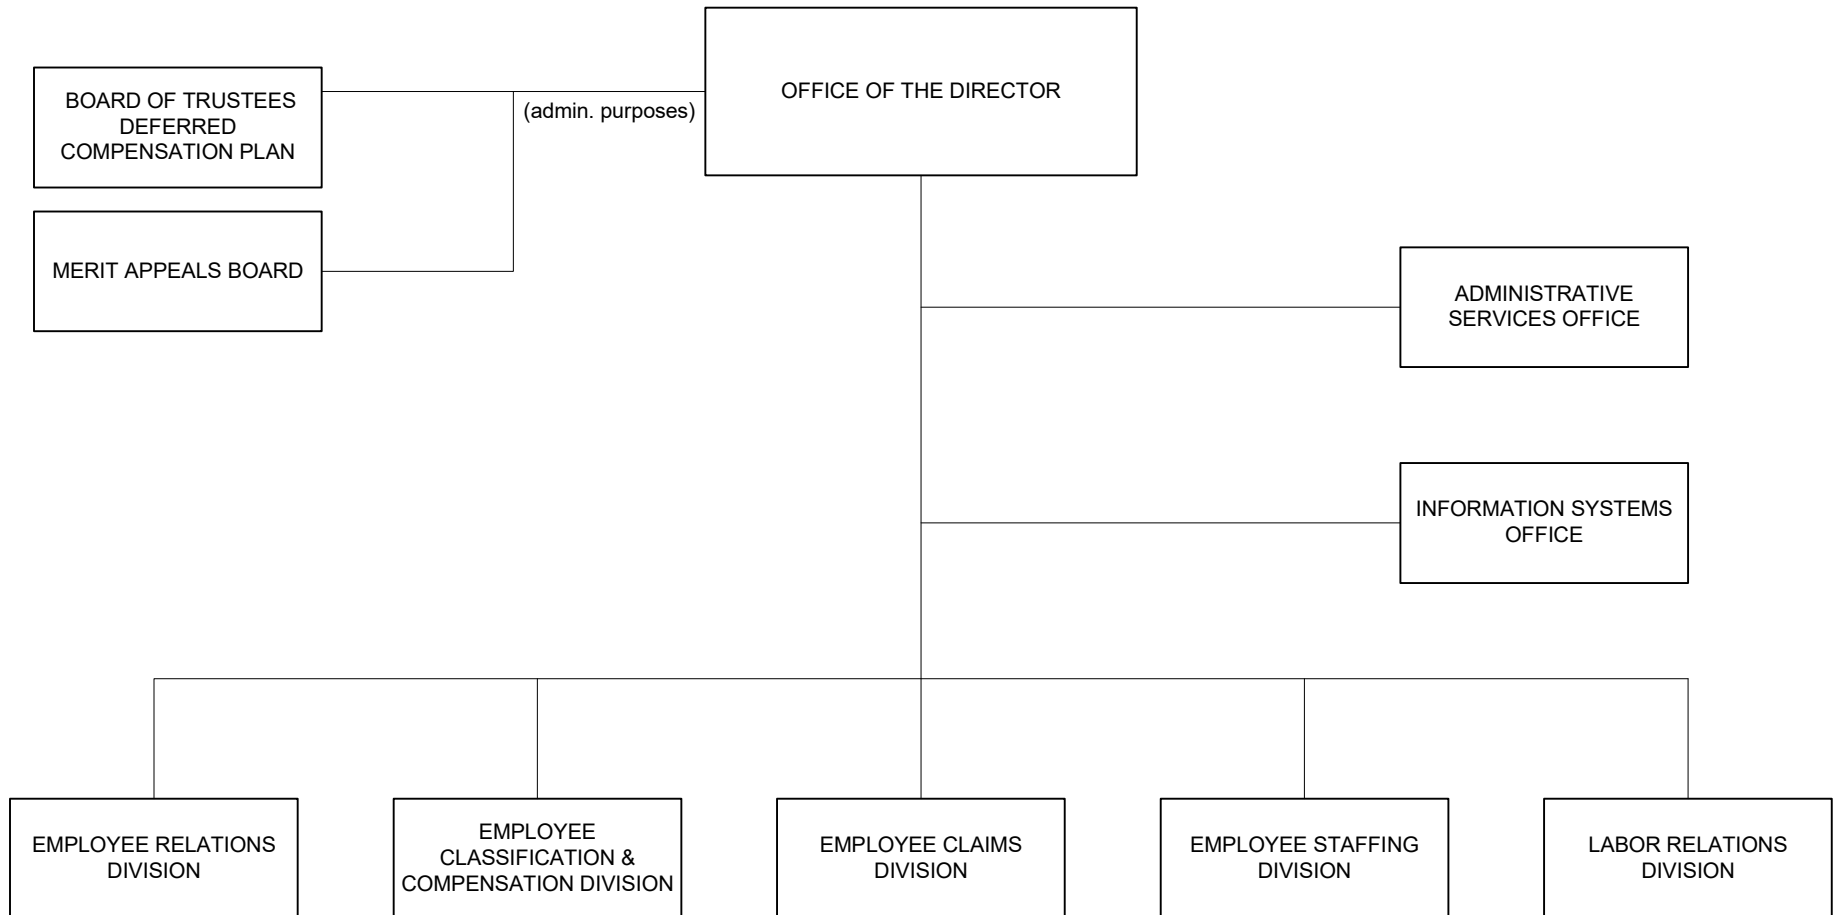 OFFICE OF THE DIRECTOR
BOARD OF TRUSTEES
DEFERRED
COMPENSATION PLAN
(admin. purposes)
MERIT APPEALS BOARD
ADMINISTRATIVE
SERVICES OFFICE
INFORMATION SYSTEMS
OFFICE
EMPLOYEE RELATIONS
DIVISION
EMPLOYEE
CLASSIFICATION &
COMPENSATION DIVISION
EMPLOYEE CLAIMS
DIVISION
EMPLOYEE STAFFING
DIVISION
LABOR RELATIONS
DIVISION